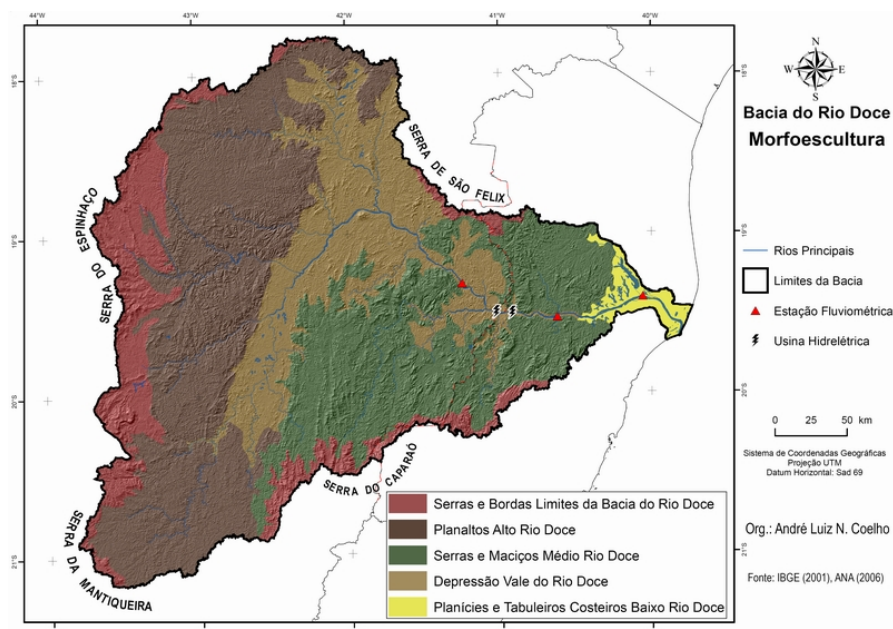 44°W
43°W
42°W
41°W
40°W
N
W E
S
Bacia do Rio Doce
Morfoescultura
18°S
18°S
SERRA DE SÃO FELIX
SERRA DO ESPINHAÇO
19°S
19°S
Rios Principais
Limites da Bacia
Estação Fluviométrica
Usina Hidrelétrica
20°S
20°S
0 25 50 km
Sistema de Coordenadas Geográficas
Projeção UTM
Datum Horizontal: Sad 69
SERRA DO CAPARAÓ
SERRA DA MANTIQUEIRA
21°S
21°S
Serras e Bordas Limites da Bacia do Rio Doce
Planaltos Alto Rio Doce
Serras e Maciços Médio Rio Doce
Depressão Vale do Rio Doce
Planícies e Tabuleiros Costeiros Baixo Rio Doce
Org.: André Luiz N. Coelho
Fonte: IBGE (2001), ANA (2006)